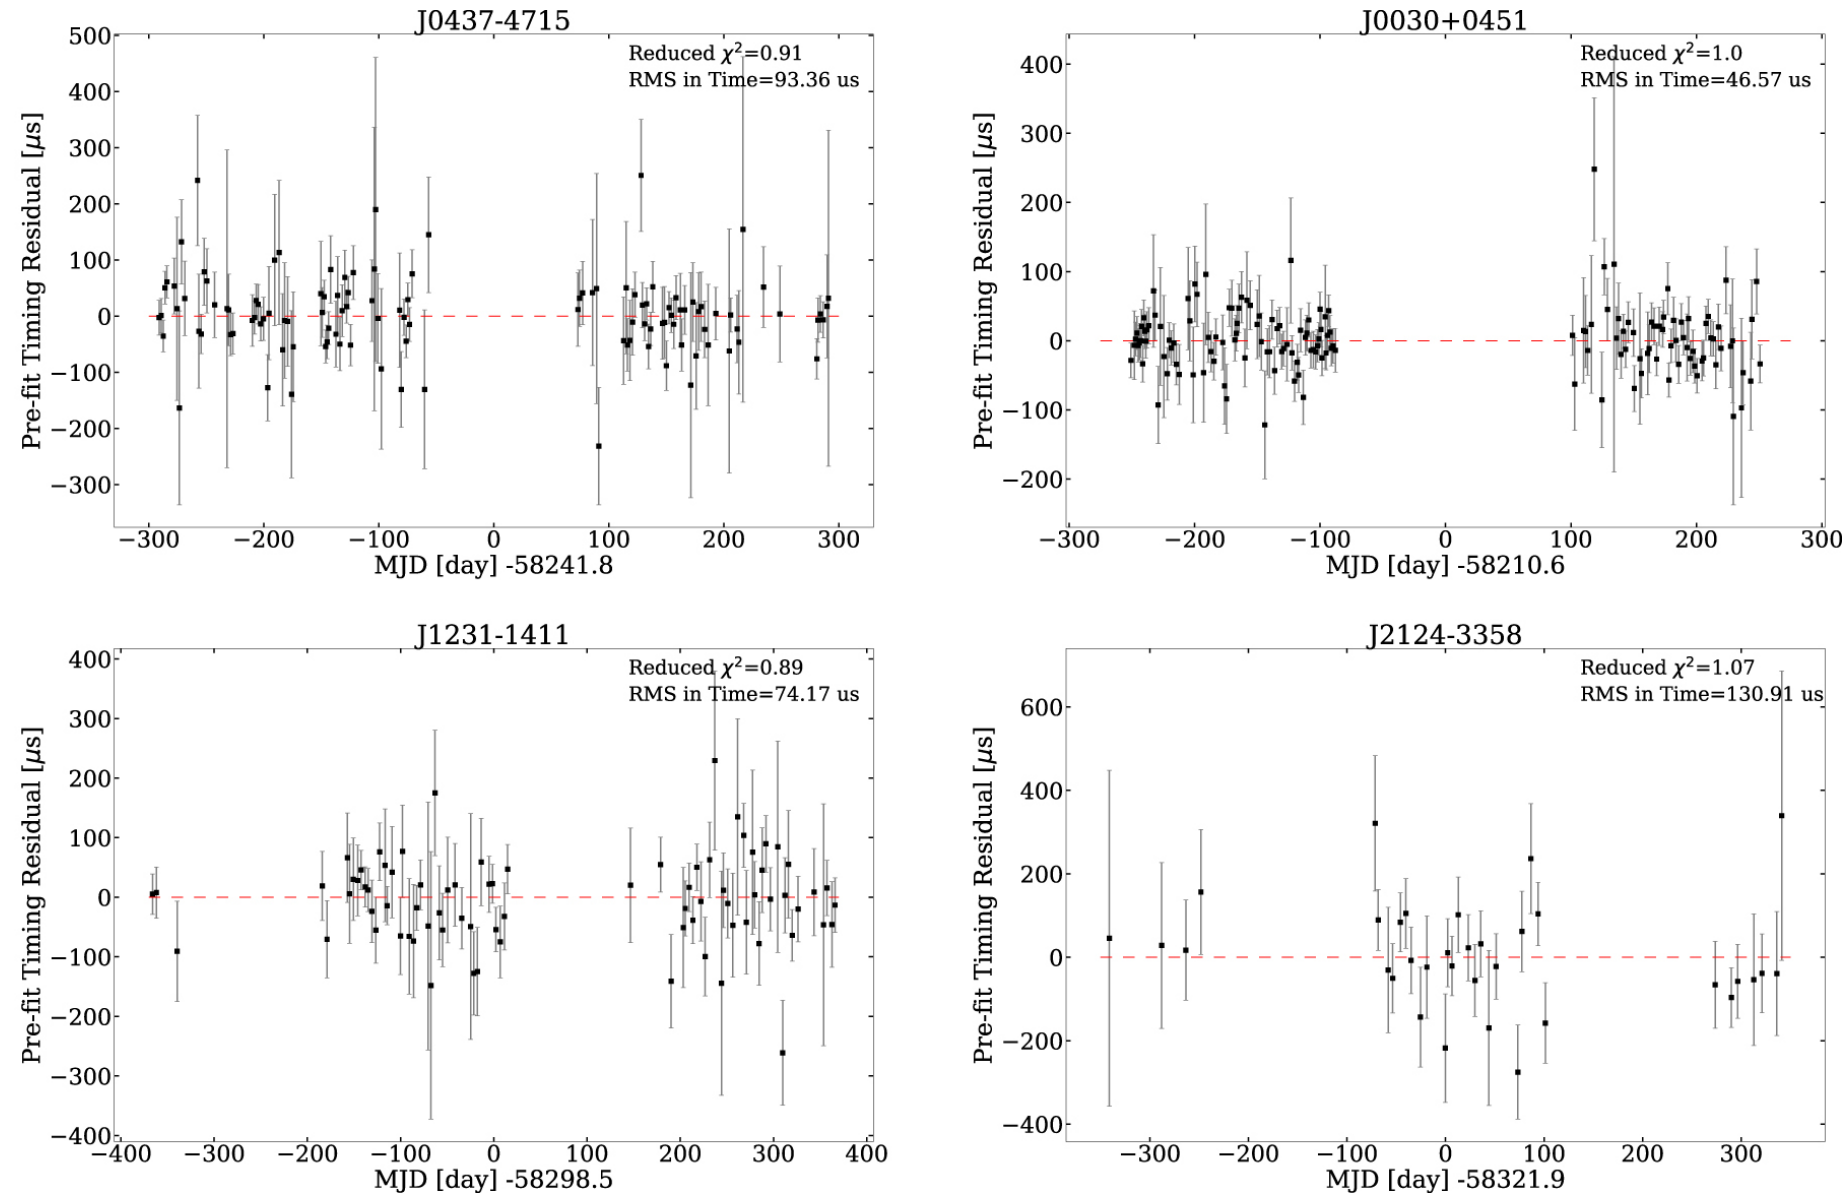 J0437-4715
Reduced χ²=0.91
RMS in Time=93.36 us
Pre-fit Timing Residual [μs]
500
400
300
200
100
0
−100
−200
−300
−300 −200 −100 0 100 200 300
MJD [day] -58241.8
J0030+0451
Reduced χ²=1.0
RMS in Time=46.57 us
Pre-fit Timing Residual [μs]
400
300
200
100
0
−100
−200
−300 −200 −100 0 100 200 300
MJD [day] -58210.6
J1231-1411
Reduced χ²=0.89
RMS in Time=74.17 us
Pre-fit Timing Residual [μs]
400
300
200
100
0
−100
−200
−300
−400
−400 −300 −200 −100 0 100 200 300 400
MJD [day] -58298.5
J2124-3358
Reduced χ²=1.07
RMS in Time=130.91 us
Pre-fit Timing Residual [μs]
600
400
200
0
−200
−400
−300 −200 −100 0 100 200 300
MJD [day] -58321.9